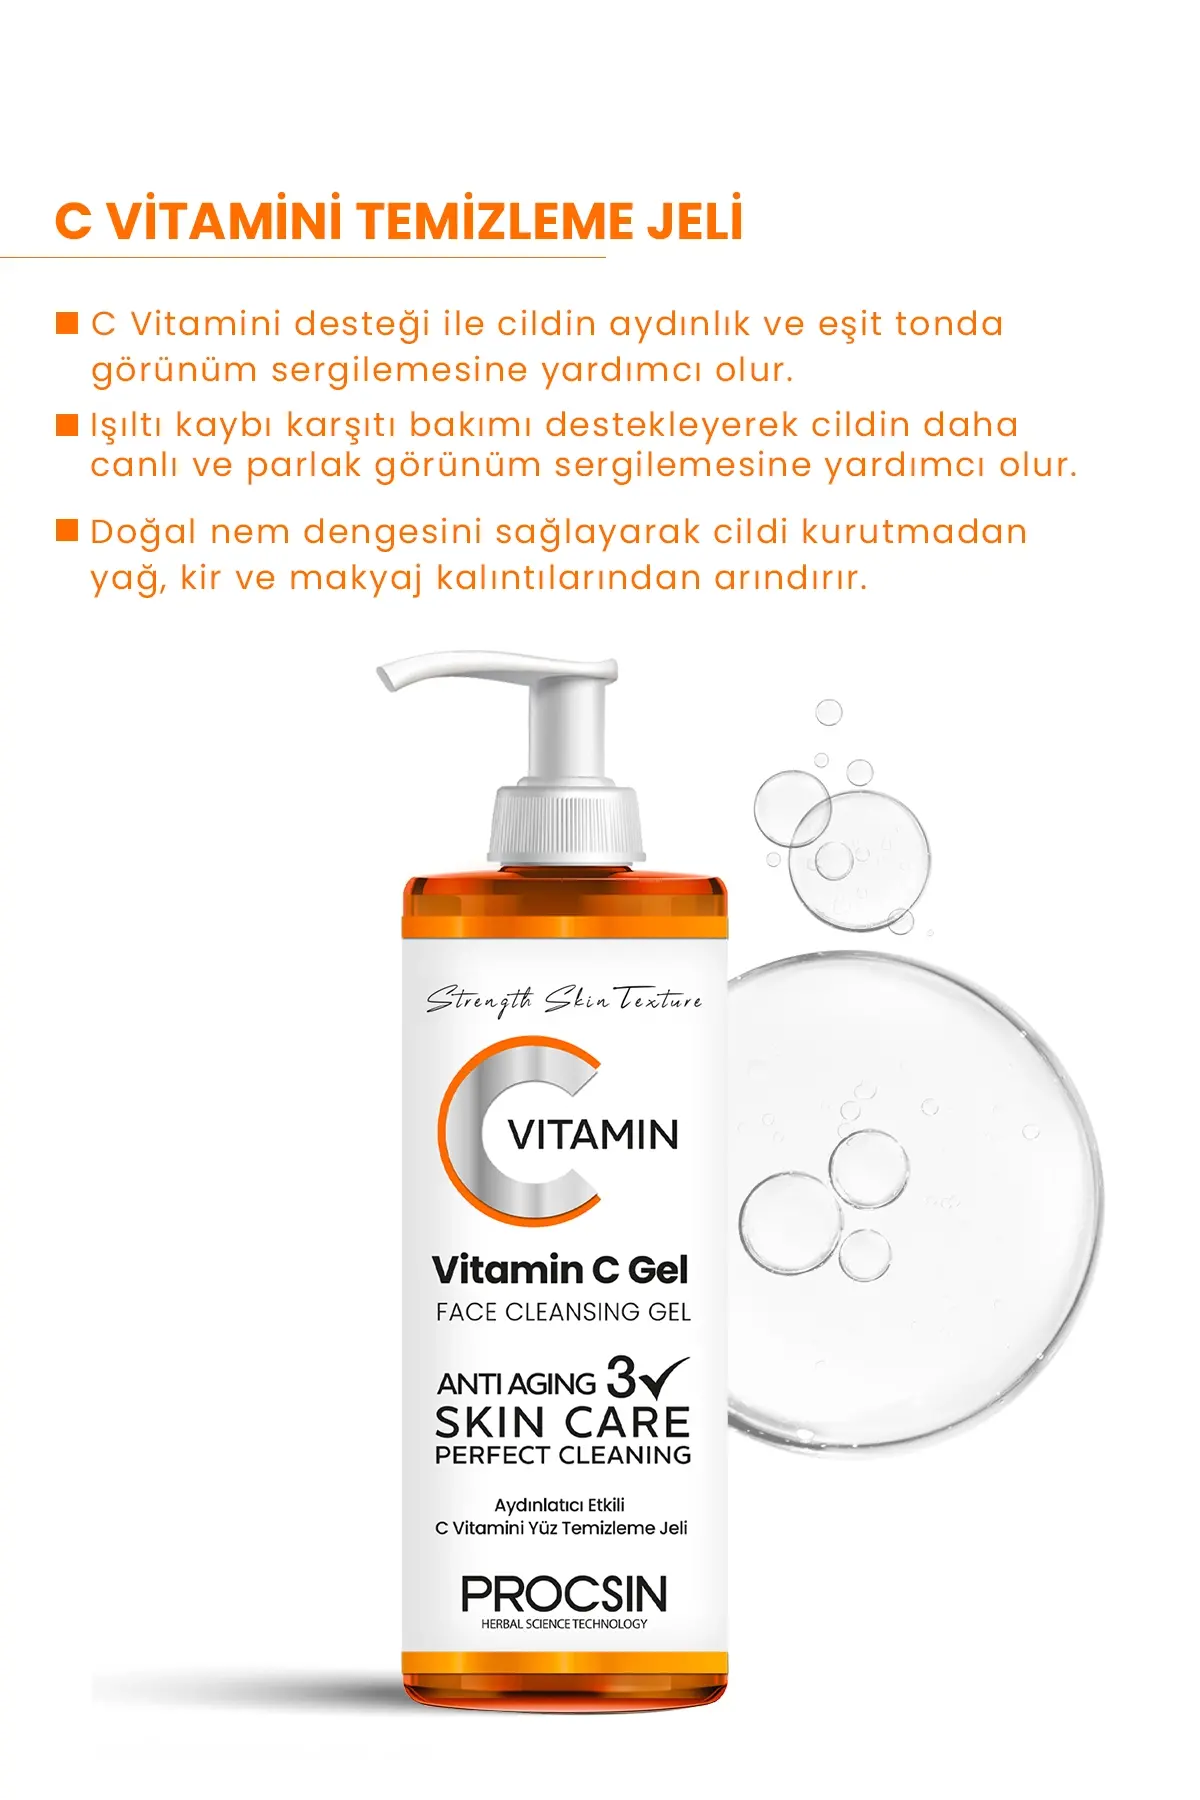 C VİTAMİNİ TEMİZLEME JELİ
C Vitamini desteği ile cildin aydınlık ve eşit tonda
görünüm sergilemesine yardımcı olur.
Işıltı kaybı karşıtı bakımı destekleyerek cildin daha
canlı ve parlak görünüm sergilemesine yardımcı olur.
Doğal nem dengesini sağlayarak cildi kurutmadan
yağ, kir ve makyaj kalıntılarından arındırır.
Strength Skin Texture
C VITAMIN
Vitamin C Gel
FACE CLEANSING GEL
ANTI AGING 3✓
SKIN CARE
PERFECT CLEANING
Aydınlatıcı Etkili
C Vitamini Yüz Temizleme Jeli
PROCSIN
HERBAL SCIENCE TECHNOLOGY